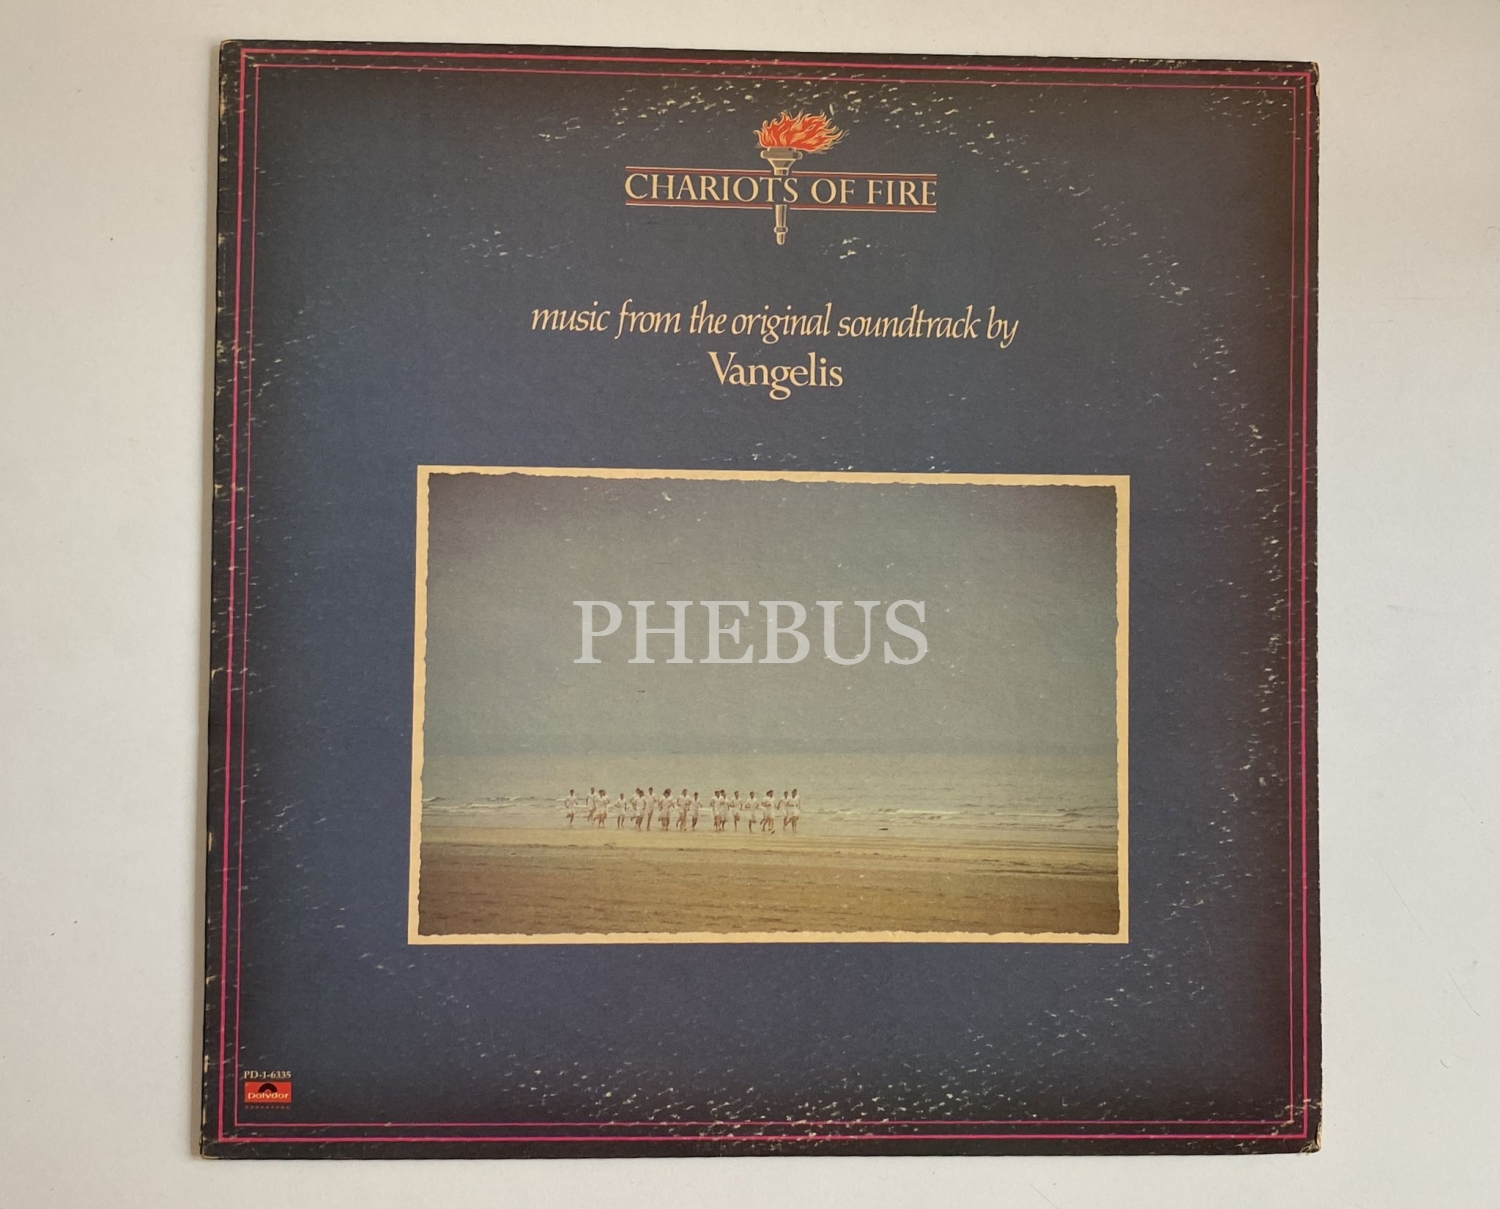 CHARIOTS OF FIRE
music from the original soundtrack by
Vangelis
PHEBUS
PD-1-6335
Polydor